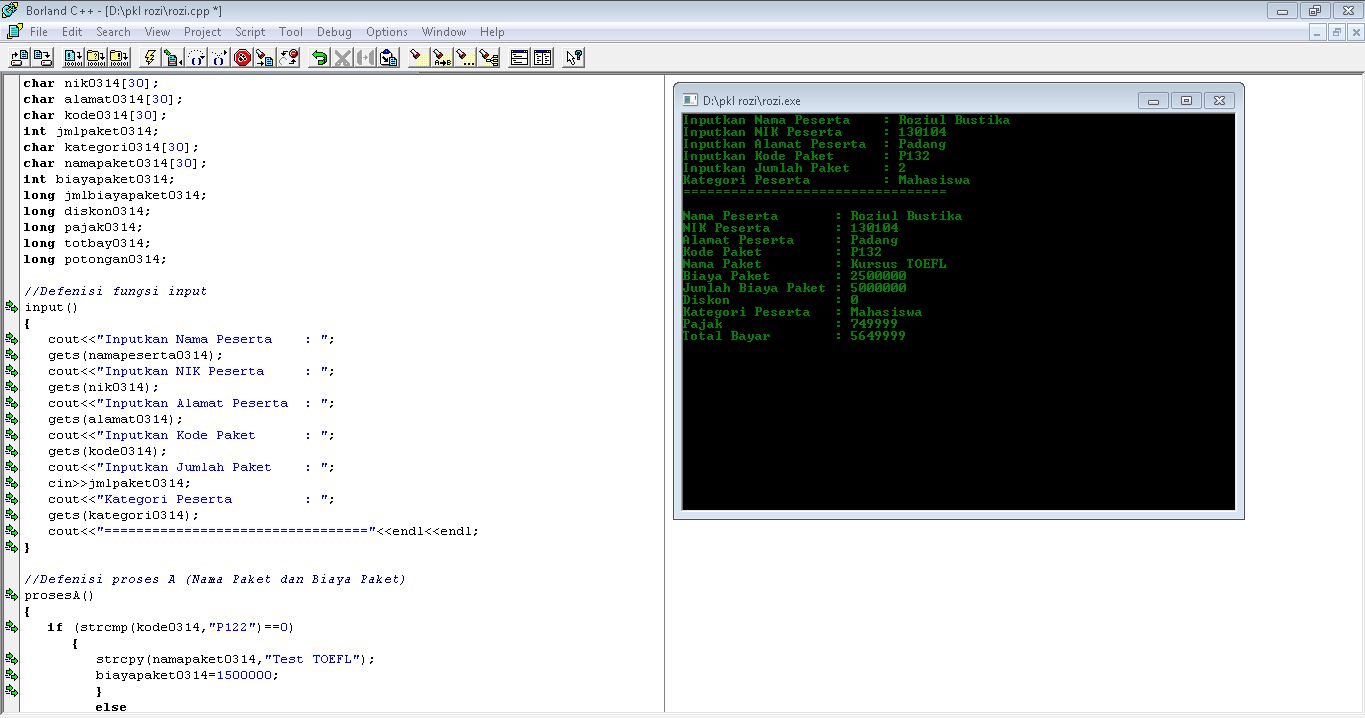 Borland C++ - [D:\pkl rozi\rozi.cpp *]
File Edit Search View Project Script Tool Debug Options Window Help
char nik0314[30];
char alamat0314[30];
char kode0314[30];
int jmlpaket0314;
char kategori0314[30];
char namapaket0314[30];
int biayapaket0314;
long jmlbiayapaket0314;
long diskon0314;
long pajak0314;
long totbay0314;
long potongan0314;
//Defenisi fungsi input
input()
{
cout<<"Inputkan Nama Peserta    : ";
gets(namapeserta0314);
cout<<"Inputkan NIK Peserta     : ";
gets(nik0314);
cout<<"Inputkan Alamat Peserta  : ";
gets(alamat0314);
cout<<"Inputkan Kode Paket      : ";
gets(kode0314);
cout<<"Inputkan Jumlah Paket    : ";
cin>>jmlpaket0314;
cout<<"Kategori Peserta         : ";
gets(kategori0314);
cout<<"================================="<<endl<<endl;
}
//Defenisi proses A (Nama Paket dan Biaya Paket)
prosesA()
{
if (strcmp(kode0314,"P122")==0)
{
strcpy(namapaket0314,"Test TOEFL");
biayapaket0314=1500000;
}
else
D:\pkl rozi\rozi.exe
Inputkan Nama Peserta    : Roziul Bustika
Inputkan NIK Peserta     : 130104
Inputkan Alamat Peserta  : Padang
Inputkan Kode Paket      : P132
Inputkan Jumlah Paket    : 2
Kategori Peserta         : Mahasiswa
=================================
Nama Peserta       : Roziul Bustika
NIK Peserta        : 130104
Alamat Peserta     : Padang
Kode Paket         : P132
Nama Paket         : Kursus TOEFL
Biaya Paket        : 2500000
Jumlah Biaya Paket : 5000000
Diskon             : 0
Kategori Peserta   : Mahasiswa
Pajak              : 749999
Total Bayar        : 5649999